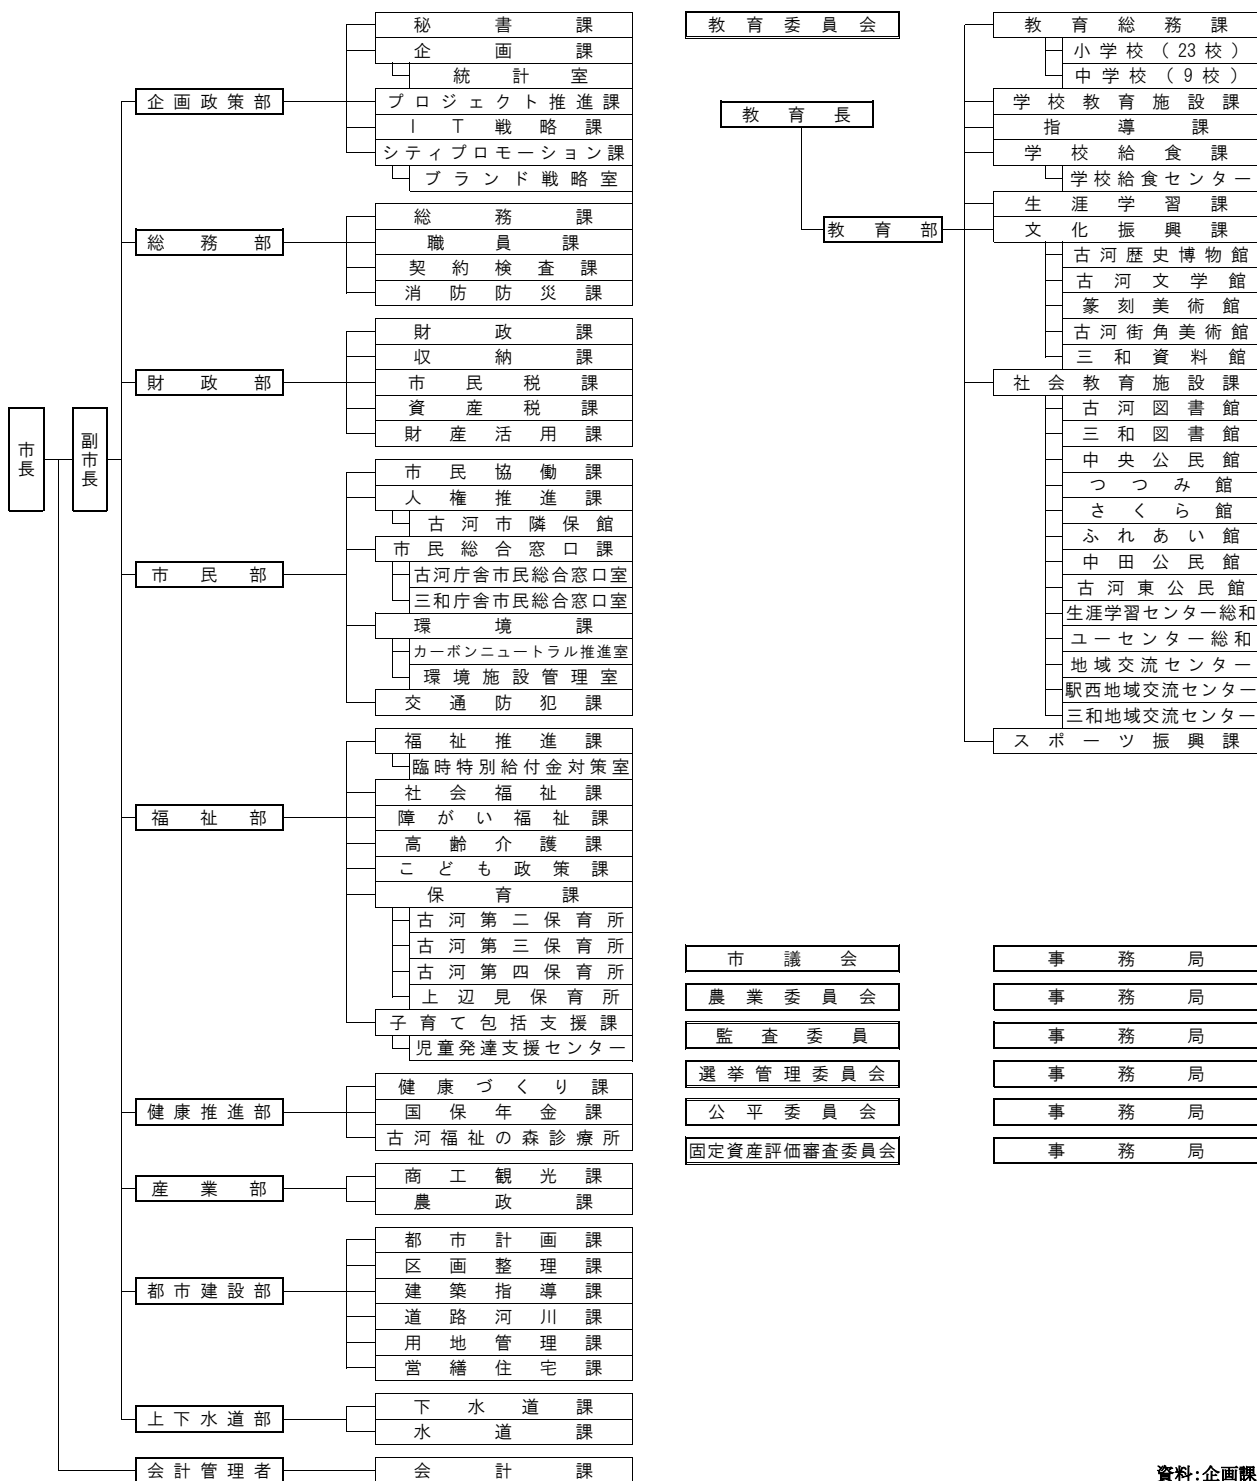 市長
副市長
企画政策部
秘書課
企画課
統計室
プロジェクト推進課
IT戦略課
シティプロモーション課
ブランド戦略室
総務部
総務課
職員課
契約検査課
消防防災課
財政部
財政課
収納課
市民税課
資産税課
財産活用課
市民部
市民協働課
人権推進課
古河市隣保館
市民総合窓口課
古河庁舎市民総合窓口室
三和庁舎市民総合窓口室
環境課
カーボンニュートラル推進室
環境施設管理室
交通防犯課
福祉部
福祉推進課
臨時特別給付金対策室
社会福祉課
障がい福祉課
高齢介護課
こども政策課
保育課
古河第二保育所
古河第三保育所
古河第四保育所
上辺見保育所
子育て包括支援課
児童発達支援センター
健康推進部
健康づくり課
国保年金課
古河福祉の森診療所
産業部
商工観光課
農政課
都市建設部
都市計画課
区画整理課
建築指導課
道路河川課
用地管理課
営繕住宅課
上下水道部
下水道課
水道課
会計管理者
会計課
教育委員会
教育長
教育部
教育総務課
小学校(23校)
中学校(9校)
学校教育施設課
指導課
学校給食課
学校給食センター
生涯学習課
文化振興課
古河歴史博物館
古河文学館
篆刻美術館
古河街角美術館
三和資料館
社会教育施設課
古河図書館
三和図書館
中央公民館
つつみ館
さくら館
ふれあい館
中田公民館
古河東公民館
生涯学習センター総和
ユーセンター総和
地域交流センター
駅西地域交流センター
三和地域交流センター
スポーツ振興課
市議会 事務局
農業委員会 事務局
監査委員 事務局
選挙管理委員会 事務局
公平委員会 事務局
固定資産評価審査委員会 事務局
資料:企画課